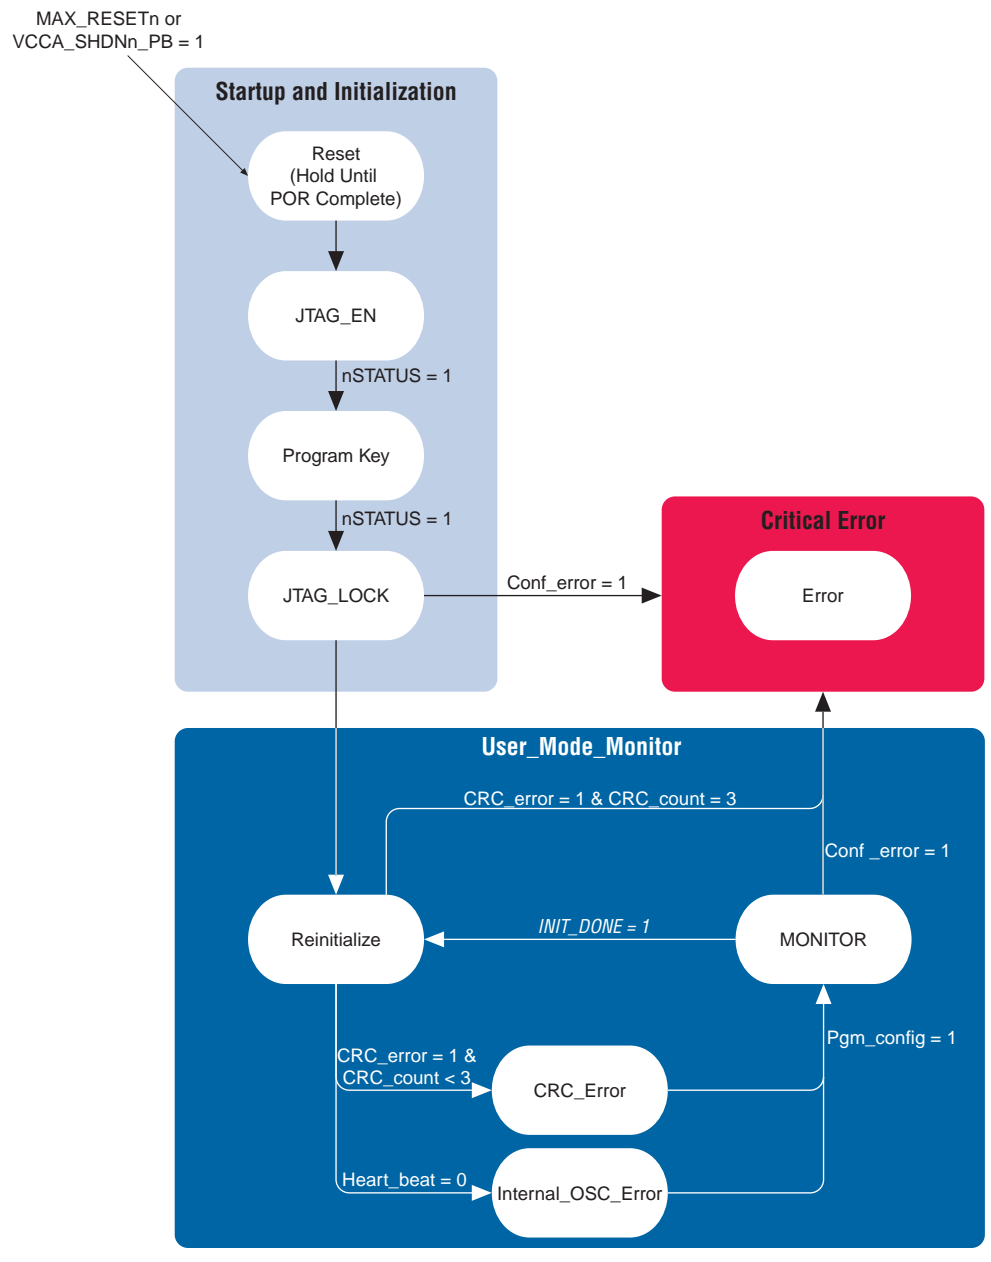 MAX_RESETn or
VCCA_SHDNn_PB = 1
Startup and Initialization
Reset
(Hold Until
POR Complete)
JTAG_EN
nSTATUS = 1
Program Key
nSTATUS = 1
JTAG_LOCK
Conf_error = 1
Critical Error
Error
User_Mode_Monitor
CRC_error = 1 & CRC_count = 3
Conf _error = 1
Reinitialize
INIT_DONE = 1
MONITOR
Pgm_config = 1
CRC_error = 1 &
CRC_count < 3
CRC_Error
Heart_beat = 0
Internal_OSC_Error